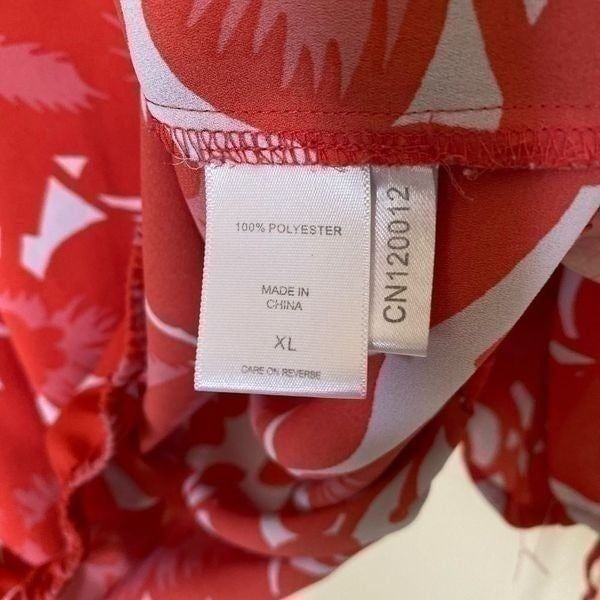 100% POLYESTER
MADE IN
CHINA
XL
CARE ON REVERSE
CN120012